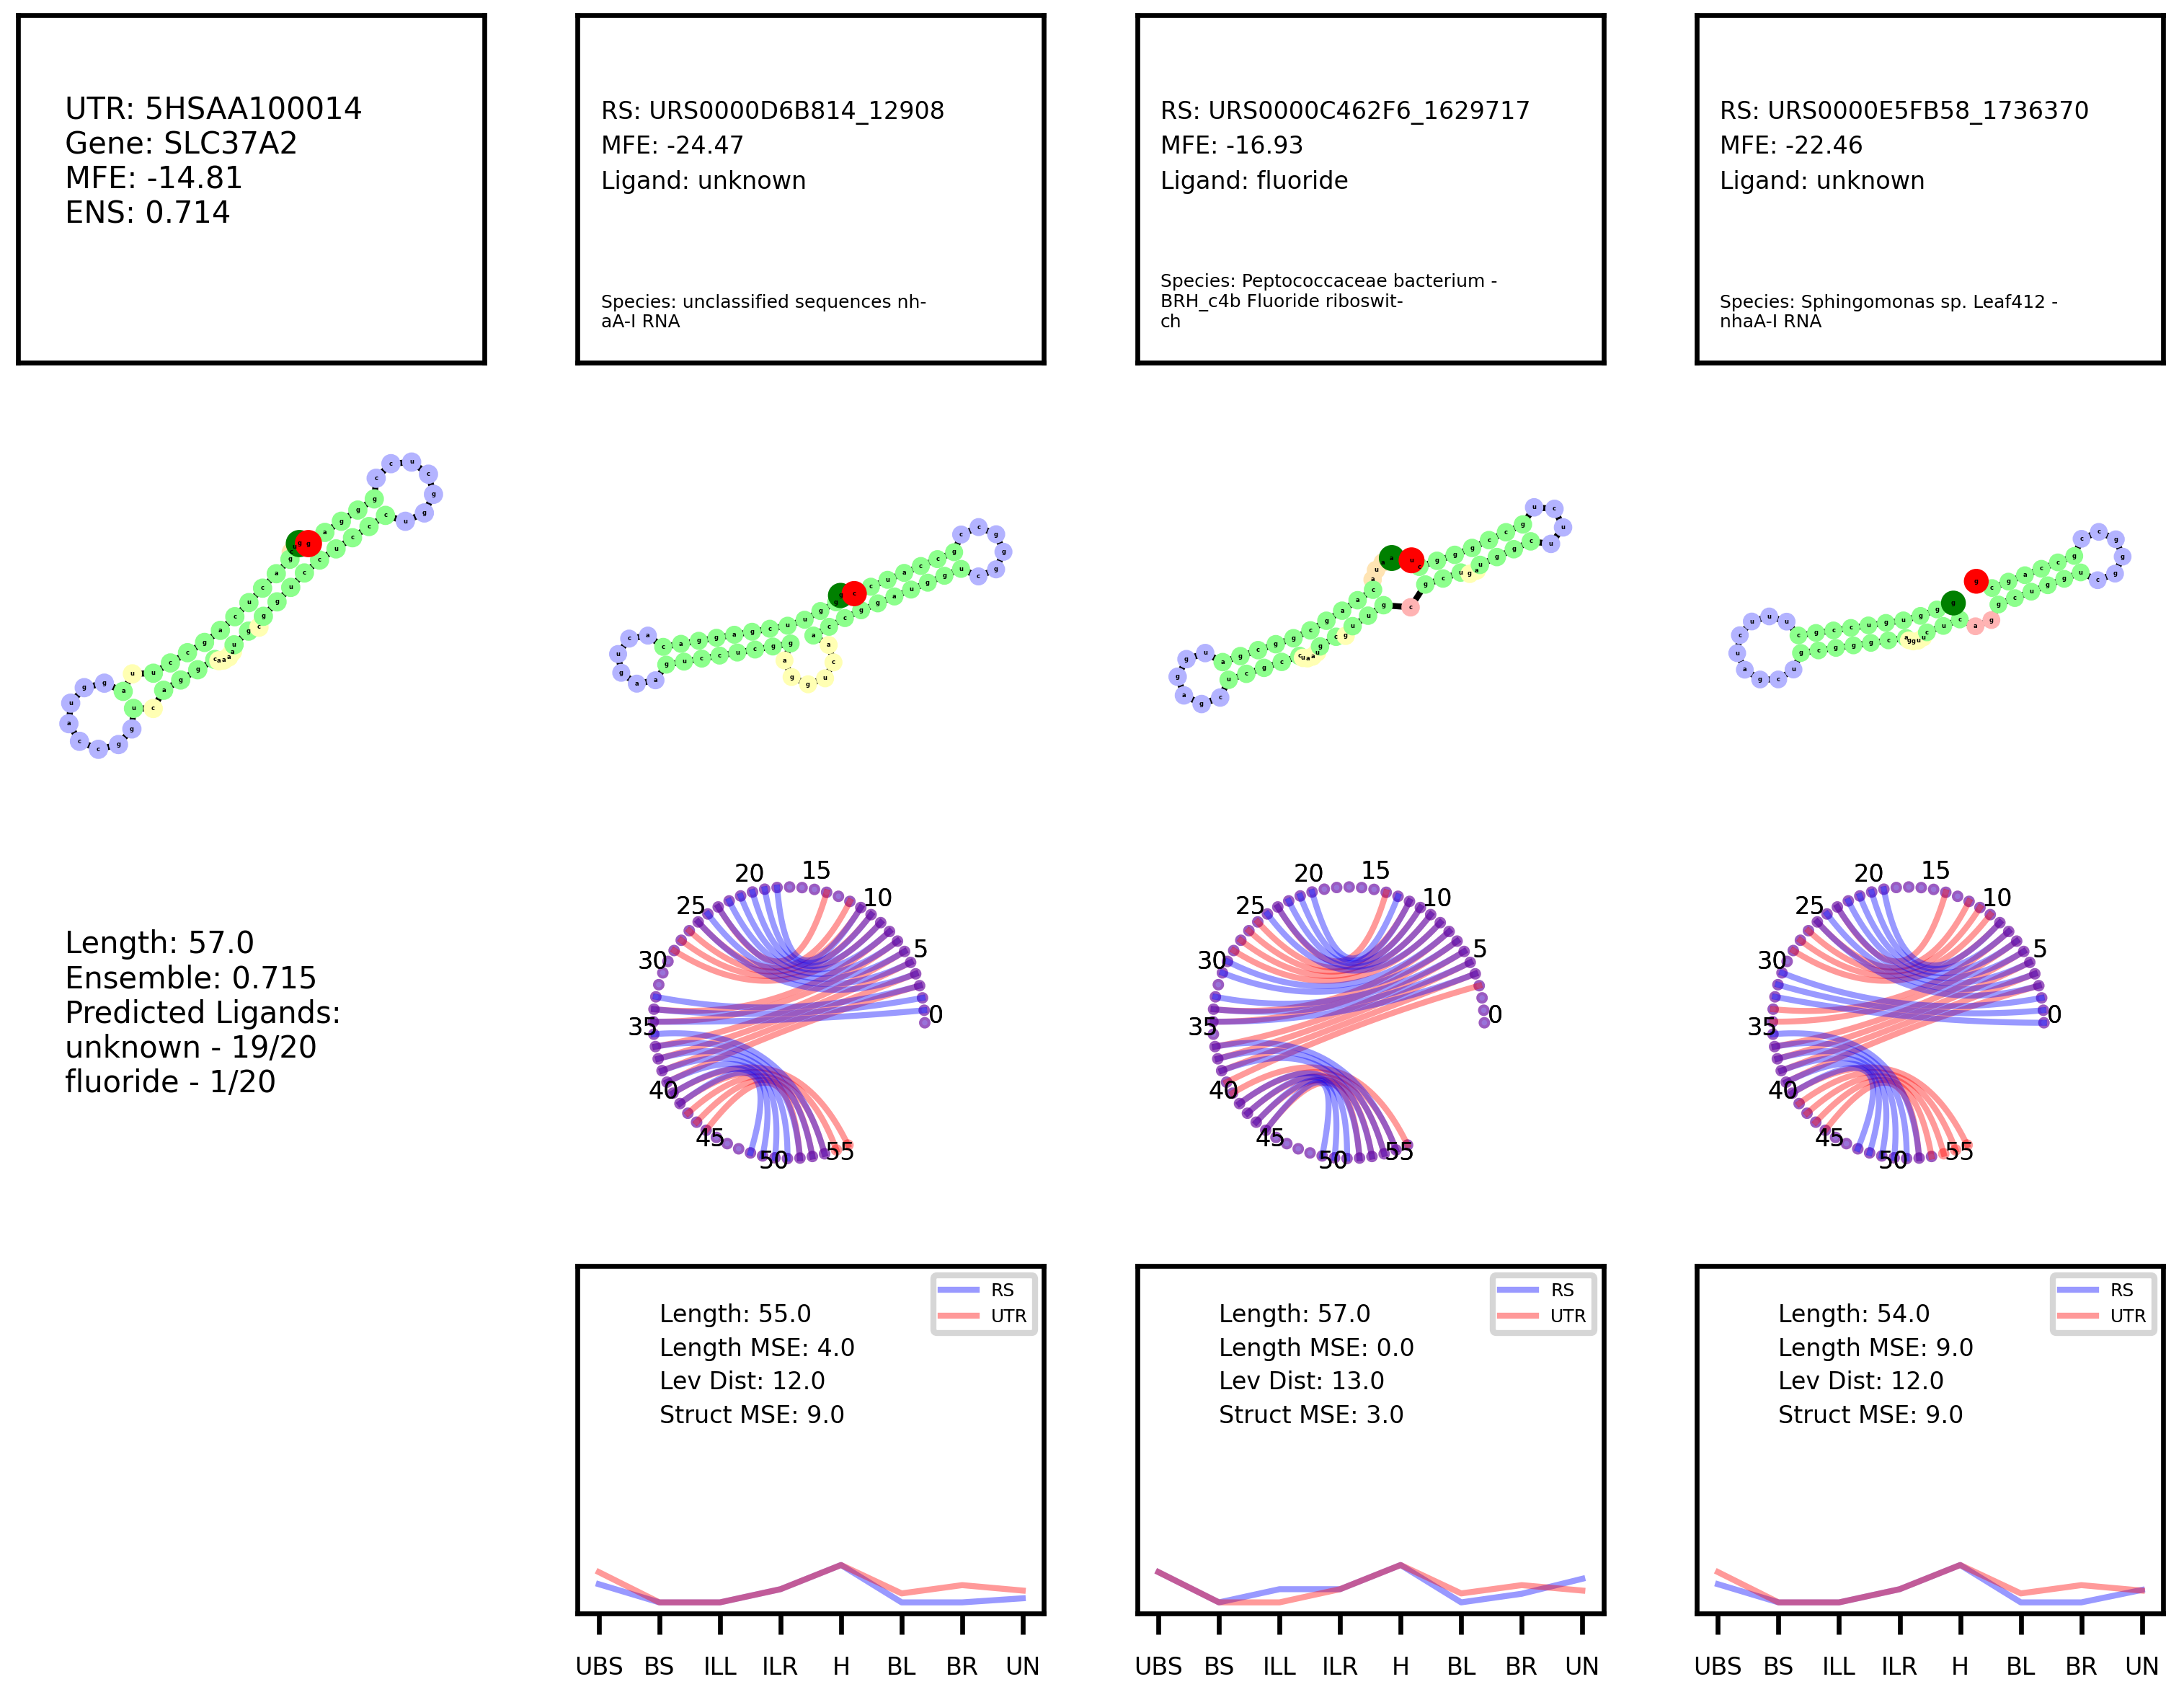 UTR: 5HSAA100014
Gene: SLC37A2
MFE: -14.81
ENS: 0.714
RS: URS0000D6B814_12908
MFE: -24.47
Ligand: unknown
Species: unclassified sequences nh-
aA-I RNA
RS: URS0000C462F6_1629717
MFE: -16.93
Ligand: fluoride
Species: Peptococcaceae bacterium -
BRH_c4b Fluoride riboswit-
ch
RS: URS0000E5FB58_1736370
MFE: -22.46
Ligand: unknown
Species: Sphingomonas sp. Leaf412 -
nhaA-I RNA
Length: 57.0
Ensemble: 0.715
Predicted Ligands:
unknown - 19/20
fluoride - 1/20
0
5
10
15
20
25
30
35
40
45
50
55
0
5
10
15
20
25
30
35
40
45
50
55
0
5
10
15
20
25
30
35
40
45
50
55
Length: 55.0
Length MSE: 4.0
Lev Dist: 12.0
Struct MSE: 9.0
RS
UTR
UBS BS ILL ILR H BL BR UN
Length: 57.0
Length MSE: 0.0
Lev Dist: 13.0
Struct MSE: 3.0
RS
UTR
UBS BS ILL ILR H BL BR UN
Length: 54.0
Length MSE: 9.0
Lev Dist: 12.0
Struct MSE: 9.0
RS
UTR
UBS BS ILL ILR H BL BR UN